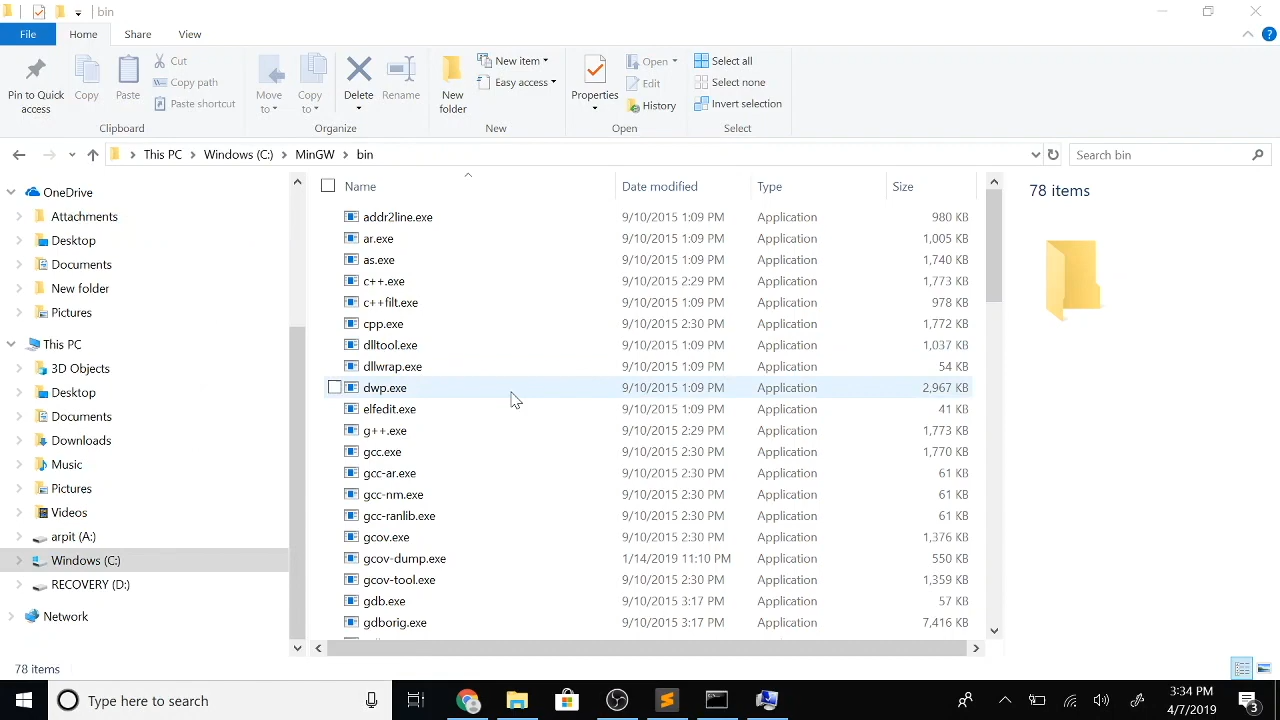 bin
File Home Share View
Pin to Quick access
Copy
Paste
Cut
Copy path
Paste shortcut
Clipboard
Move to
Copy to
Delete
Rename
Organize
New folder
New item
Easy access
New
Properties
Open
Edit
History
Open
Select all
Select none
Invert selection
Select
This PC > Windows (C:) > MinGW > bin
Search bin
OneDrive
Attachments
Desktop
Documents
New folder
Pictures
This PC
3D Objects
Desktop
Documents
Downloads
Music
Pictures
Videos
arpit (A:)
Windows (C:)
RECOVERY (D:)
Network
Name Date modified Type Size
addr2line.exe 9/10/2015 1:09 PM Application 980 KB
ar.exe 9/10/2015 1:09 PM Application 1,005 KB
as.exe 9/10/2015 1:09 PM Application 1,740 KB
c++.exe 9/10/2015 2:29 PM Application 1,773 KB
c++filt.exe 9/10/2015 1:09 PM Application 978 KB
cpp.exe 9/10/2015 2:30 PM Application 1,772 KB
dlltool.exe 9/10/2015 1:09 PM Application 1,037 KB
dllwrap.exe 9/10/2015 1:09 PM Application 54 KB
dwp.exe 9/10/2015 1:09 PM Application 2,967 KB
elfedit.exe 9/10/2015 1:09 PM Application 41 KB
g++.exe 9/10/2015 2:29 PM Application 1,773 KB
gcc.exe 9/10/2015 2:30 PM Application 1,770 KB
gcc-ar.exe 9/10/2015 2:30 PM Application 61 KB
gcc-nm.exe 9/10/2015 2:30 PM Application 61 KB
gcc-ranlib.exe 9/10/2015 2:30 PM Application 61 KB
gcov.exe 9/10/2015 2:30 PM Application 1,376 KB
gcov-dump.exe 1/14/2019 11:10 PM Application 550 KB
gcov-tool.exe 9/10/2015 2:30 PM Application 1,359 KB
gdb.exe 9/10/2015 3:17 PM Application 57 KB
gdborig.exe 9/10/2015 3:17 PM Application 7,416 KB
78 items
78 items
Type here to search
3:34 PM
4/7/2019
3